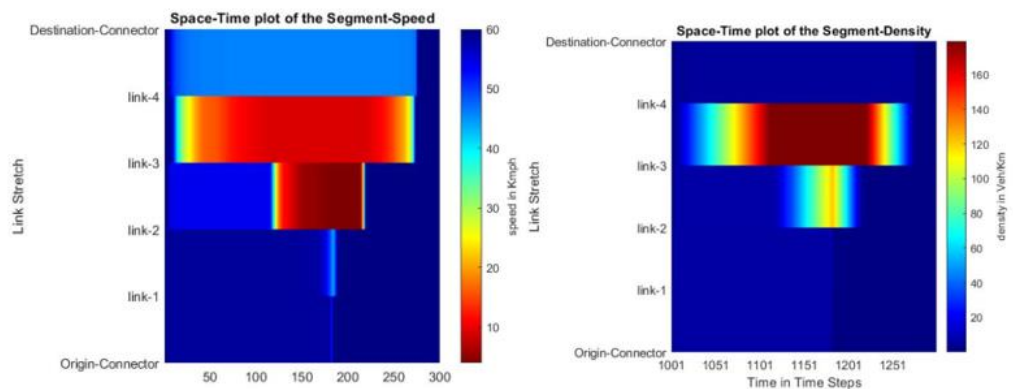 Space-Time plot of the Segment-Speed
Destination-Connector
link-4
link-3
link-2
link-1
Origin-Connector
Link Stretch
50 100 150 200 250 300
60
50
40
30
20
10
speed in Kmph
Space-Time plot of the Segment-Density
Destination-Connector
link-4
link-3
link-2
link-1
Origin-Connector
Link Stretch
1001 1051 1101 1151 1201 1251
Time in Time Steps
160
140
120
100
80
60
40
20
density in Veh/Km